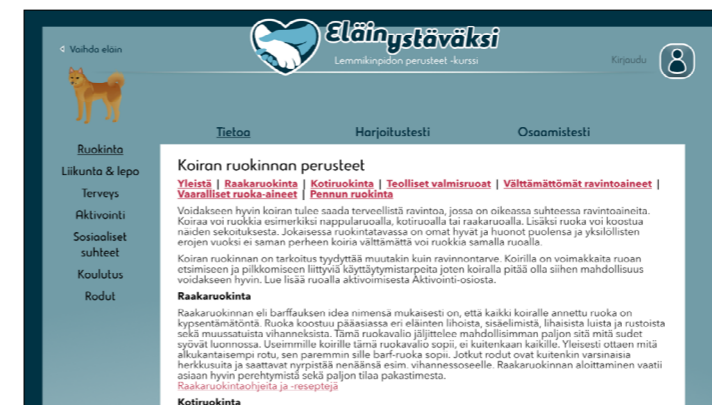 Vaihda eläin
Eläinystäväksi
Lemmikinpidon perusteet -kurssi
Kirjaudu
Tietoa
Harjoitustesti
Osaamistesti
Ruokinta
Liikunta & lepo
Terveys
Aktivointi
Sosiaaliset
suhteet
Koulutus
Rodut
Koiran ruokinnan perusteet
Yleistä | Raakaruokinta | Kotiruokinta | Teolliset valmisruoat | Välttämättömät ravintoaineet |
Vaaralliset ruoka-aineet | Pennun ruokinta
Voidakseen hyvin koiran tulee saada terveellistä ravintoa, jossa on oikeassa suhteessa ravintoaineita.
Koiraa voi ruokkia esimerkiksi nappularuoalla, kotiruoalla tai raakaruoalla. Lisäksi ruoka voi koostua
näiden sekoituksesta. Jokaisessa ruokintatavassa on omat hyvät ja huonot puolensa ja yksilöllisten
erojen vuoksi ei saman perheen koiria välttämättä voi ruokkia samalla ruoalla.
Koiran ruokinnan on tarkoitus tyydyttää muutakin kuin ravinnontarve. Koirilla on voimakkaita ruoan
etsimiseen ja pilkkomiseen liittyviä käyttäytymistarpeita joten koiralla pitää olla siihen mahdollisuus
voidakseen hyvin. Lue lisää ruoalla aktivoimisesta Aktivointi-osiosta.
Raakaruokinta
Raakaruokinnan eli barffauksen idea nimensä mukaisesti on, että kaikki koiralle annettu ruoka on
kypsentämätöntä. Ruoka koostuu pääasiassa eri eläinten lihoista, sisäelimistä, lihaisista luista ja rustoista
sekä muussatuista vihanneksista. Tämä ruokavalio jäljittelee mahdollisimman paljon sitä mitä sudet
syövät luonnossa. Useimmille koirille tämä ruokavalio sopii, ei kuitenkaan kaikille. Yleisesti ottaen mitä
alkukantaisempi rotu, sen paremmin sille barf-ruoka sopii. Jotkut rodut ovat kuitenkin varsinaisia
herkkusuita ja saattavat nyrpistää nenäänsä esim. vihannessoseelle. Raakaruokinnan aloittaminen vaatii
asiaan hyvin perehtymistä sekä paljon tilaa pakastimesta.
Raakaruokintaohjeita ja -reseptejä
Kotiruokinta